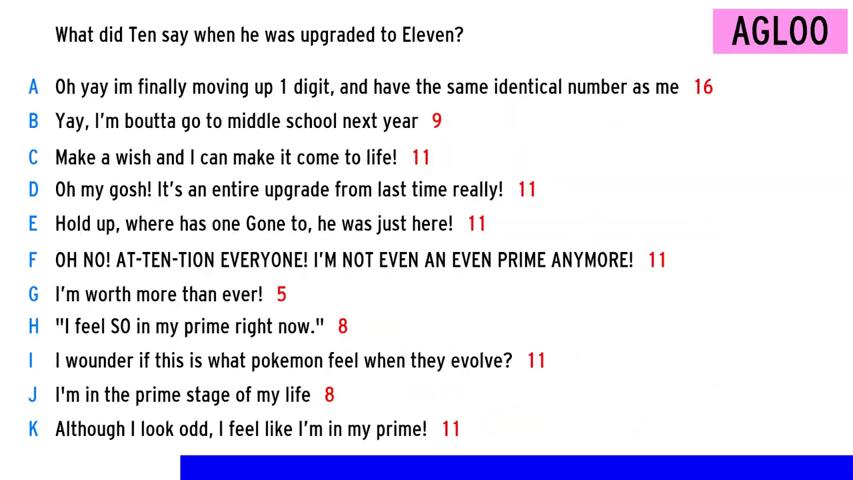 What did Ten say when he was upgraded to Eleven?
AGLOO
A Oh yay im finally moving up 1 digit, and have the same identical number as me 16
B Yay, I'm boutta go to middle school next year 9
C Make a wish and I can make it come to life! 11
D Oh my gosh! It's an entire upgrade from last time really! 11
E Hold up, where has one Gone to, he was just here! 11
F OH NO! AT-TEN-TION EVERYONE! I'M NOT EVEN AN EVEN PRIME ANYMORE! 11
G I'm worth more than ever! 5
H "I feel SO in my prime right now." 8
I I wonder if this is what pokemon feel when they evolve? 11
J I'm in the prime stage of my life 8
K Although I look odd, I feel like I'm in my prime! 11